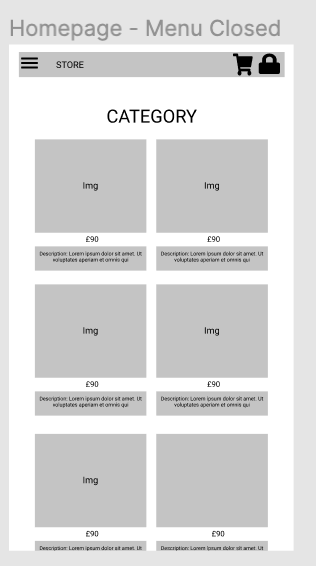 Homepage - Menu Closed
STORE
CATEGORY
Img
Img
£90
£90
Description: Lorem ipsum dolor sit amet. Ut
voluptates aperiam et omnis qui
Description: Lorem ipsum dolor sit amet. Ut
voluptates aperiam et omnis qui
Img
Img
£90
£90
Description: Lorem ipsum dolor sit amet. Ut
voluptates aperiam et omnis qui
Description: Lorem ipsum dolor sit amet. Ut
voluptates aperiam et omnis qui
Img
£90
£90
Description: Lorem ipsum dolor sit amet. Ut
Description: Lorem ipsum dolor sit amet. Ut